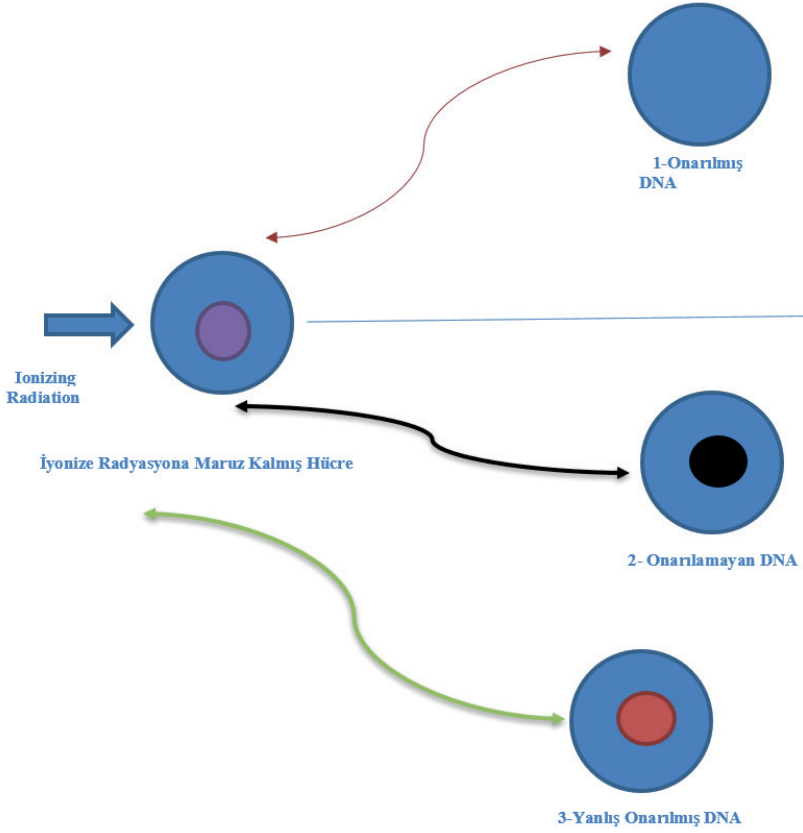 1-Onarılmış
DNA
Ionizing
Radiation
İyonize Radyasyona Maruz Kalmış Hücre
2- Onarılamayan DNA
3-Yanlış Onarılmış DNA